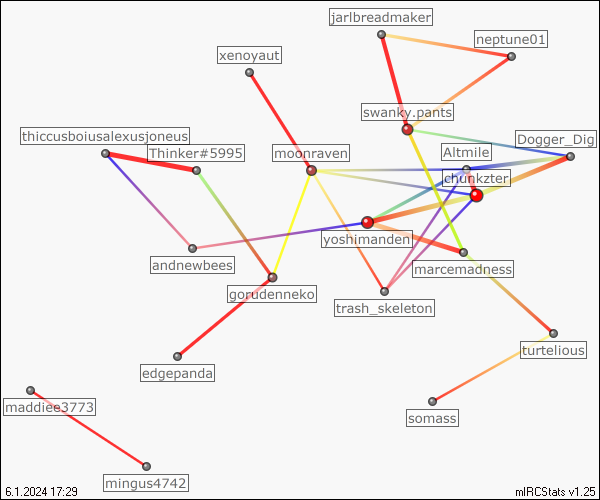 jarlbreadmaker
neptune01
xenoyaut
swanky.pants
thiccusboiusalexusjoneus
Dogger_Dig
Thinker#5995
moonraven
Altmile
chunkzter
yoshimanden
andnewbees
marcemadness
gorudenneko
trash_skeleton
turtelious
edgepanda
maddiee3773
somass
mingus4742
6.1.2024 17:29
mIRCStats v1.25